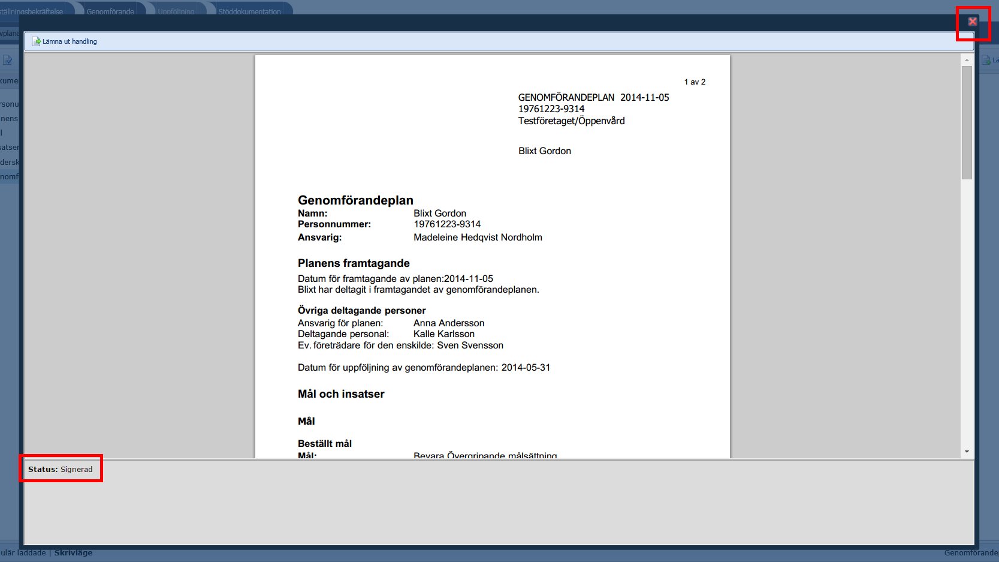 ställningsbekräftelse Genomförande Uppföljning Stöddokumentation
vplane
Lämna ut handling
Lä
kumen
rsonu
nens
l
satser
dersk
nomf
1 av 2
GENOMFÖRANDEPLAN 2014-11-05
19761223-9314
Testföretaget/Öppenvård
Blixt Gordon
Genomförandeplan
Namn: Blixt Gordon
Personnummer: 19761223-9314
Ansvarig: Madeleine Hedqvist Nordholm
Planens framtagande
Datum för framtagande av planen:2014-11-05
Blixt har deltagit i framtagandet av genomförandeplanen.
Övriga deltagande personer
Ansvarig för planen: Anna Andersson
Deltagande personal: Kalle Karlsson
Ev. företrädare för den enskilde: Sven Svensson
Datum för uppföljning av genomförandeplanen: 2014-05-31
Mål och insatser
Mål
Beställt mål
Mål: Bevara Övergripande målsättning
Status: Signerad
ulär laddade | Skrivläge
Genomförande